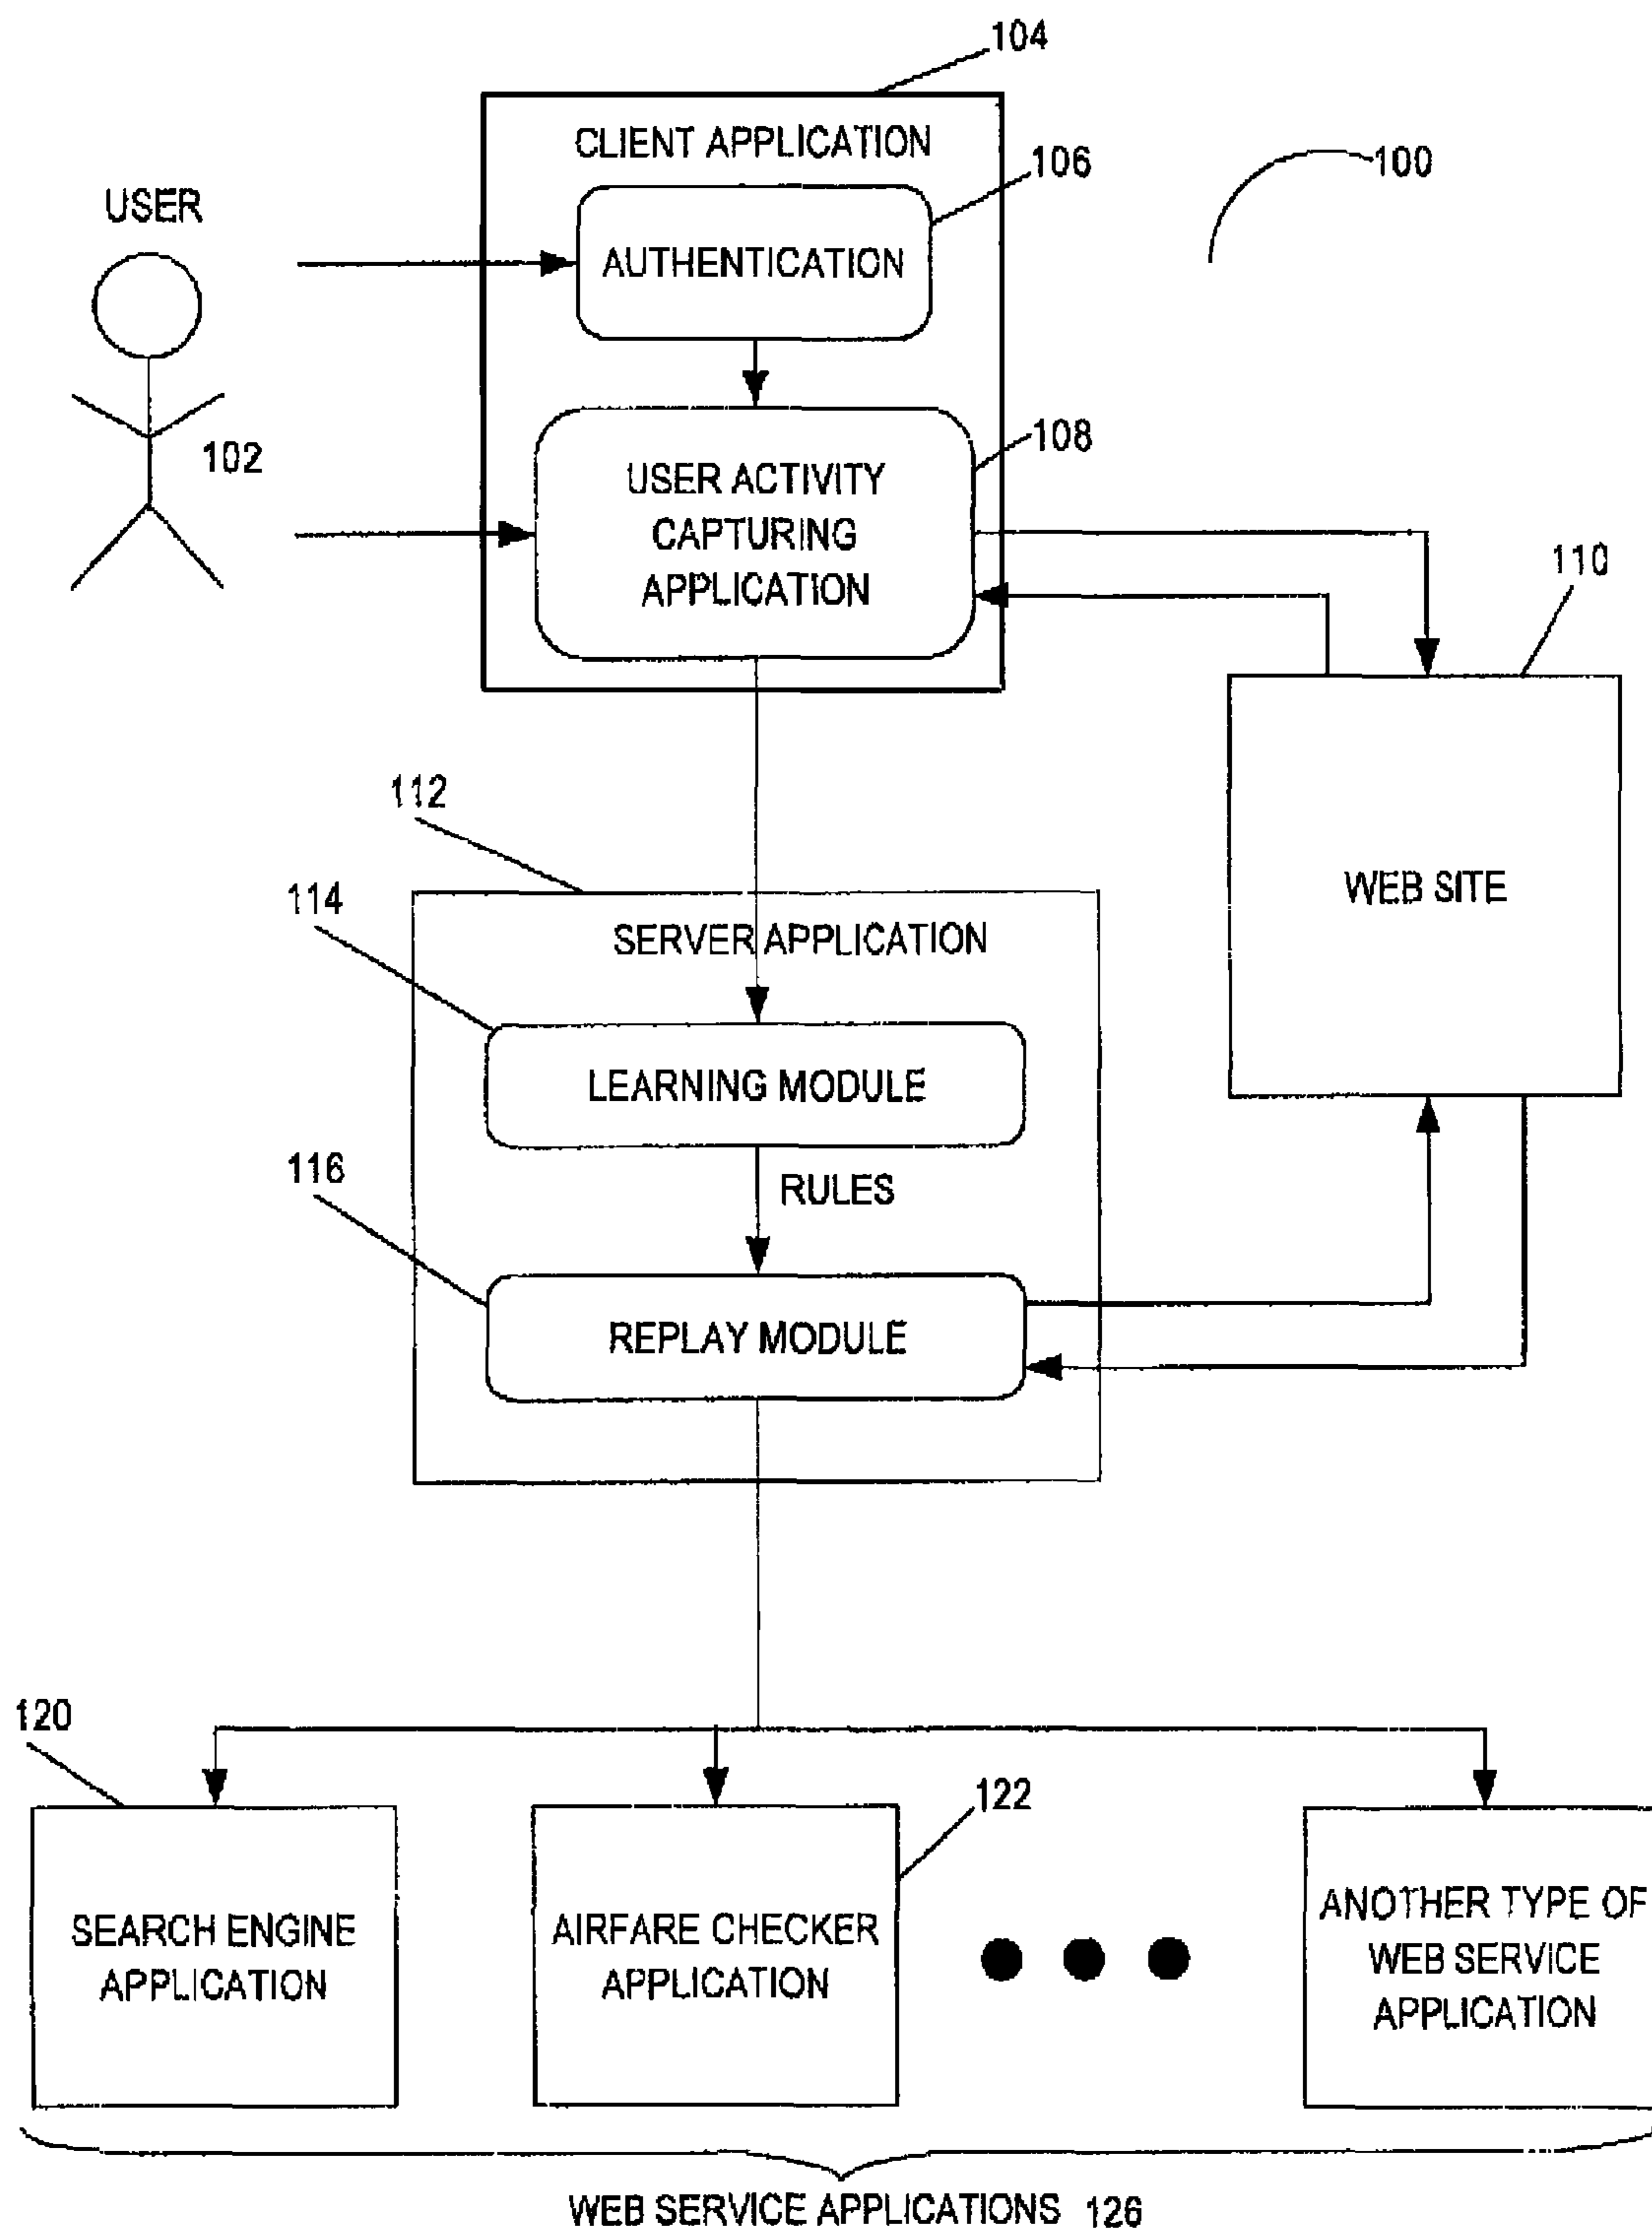 104
CLIENT APPLICATION
106
100
USER
AUTHENTICATION
102
108
USER ACTIVITY
CAPTURING
APPLICATION
110
WEB SITE
112
114
SERVER APPLICATION
LEARNING MODULE
116
RULES
REPLAY MODULE
120
122
SEARCH ENGINE
APPLICATION
AIRFARE CHECKER
APPLICATION
ANOTHER TYPE OF
WEB SERVICE
APPLICATION
WEB SERVICE APPLICATIONS 126